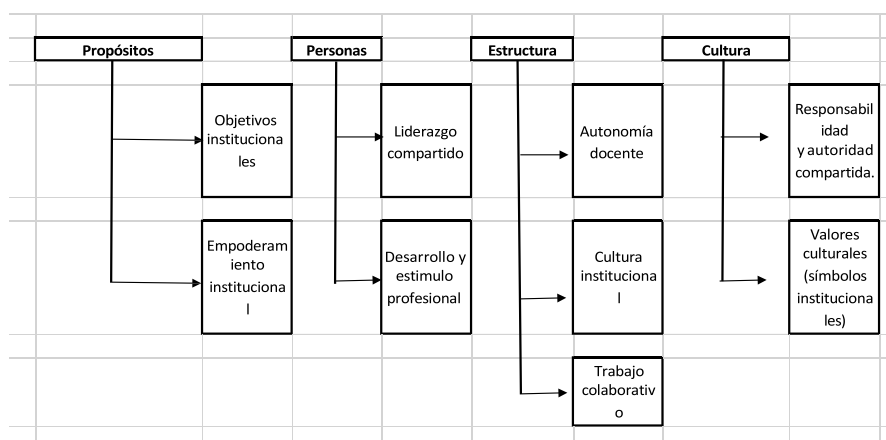 Propósitos
Personas
Estructura
Cultura
Objetivos
instituciona
les
Liderazgo
compartido
Autonomía
docente
Responsabil
idad
y autoridad
compartida.
Empoderam
iento
instituciona
l
Desarrollo y
estimulo
profesional
Cultura
instituciona
l
Valores
culturales
(símbolos
instituciona
les)
Trabajo
colaborativ
o